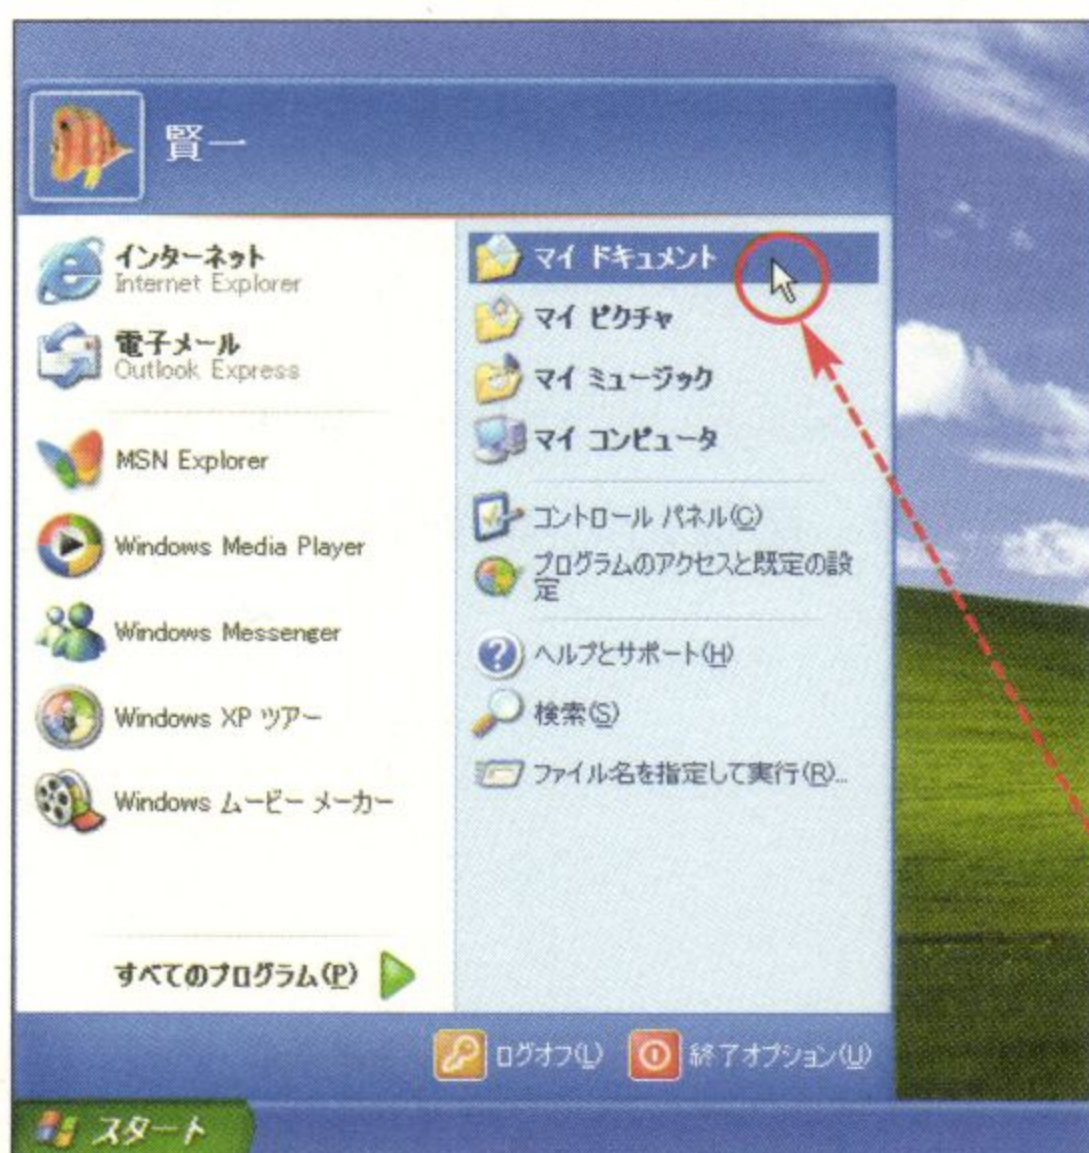 賢一
インターネット
Internet Explorer
電子メール
Outlook Express
MSN Explorer
Windows Media Player
Windows Messenger
Windows XP ツアー
Windows ムービー メーカー
すべてのプログラム(P)
マイ ドキュメント
マイ ピクチャ
マイ ミュージック
マイ コンピュータ
コントロール パネル(C)
プログラムのアクセスと既定の設
定
ヘルプとサポート(H)
検索(S)
ファイル名を指定して実行(R)...
ログオフ(L)
終了オプション(U)
スタート